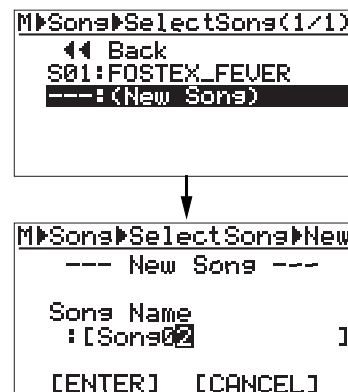 M▶Song▶SelectSong(1/1)
◀◀ Back
S01:FOSTEX_FEVER
---:(New Song)
M▶Song▶SelectSong▶New
--- New Song ---
Song Name
:[Song02 ]
[ENTER] [CANCEL]